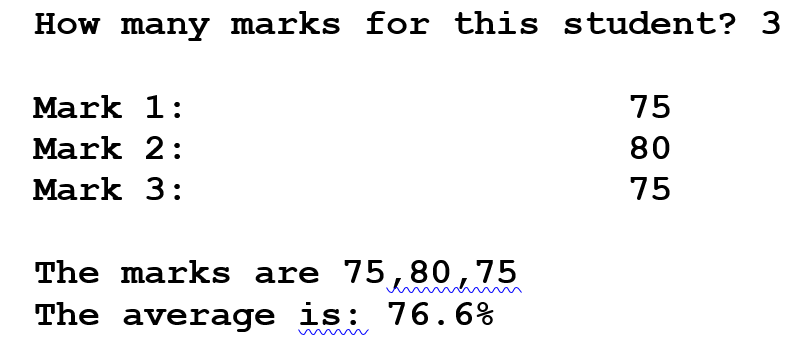 How many marks for this student? 3
Mark 1: 75
Mark 2: 80
Mark 3: 75
The marks are 75,80,75
The average is: 76.6%